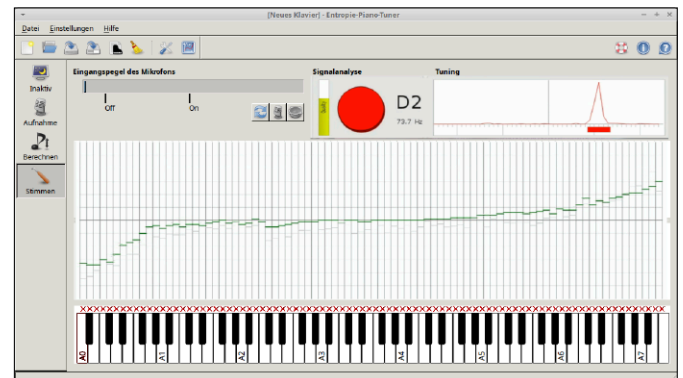 [Neues Klavier] - Entropie-Piano-Tuner
Datei Einstellungen Hilfe
Eingangspegel des Mikrofons
Signalanalyse
Tuning
Inaktiv
Off On
D2
73.7 Hz
Aufnahme
Berechnen
Stimmen
XXXXXXXXXXXXXXXXXXXXXXXXXXXXXXXXXXXXXXXXXXXXXXXXXXXXXXXXXXXXXXXXXXXXXXXXXXXXXXXXXXXXXXXX
A0 A1 A2 A3 A4 A5 A6 A7